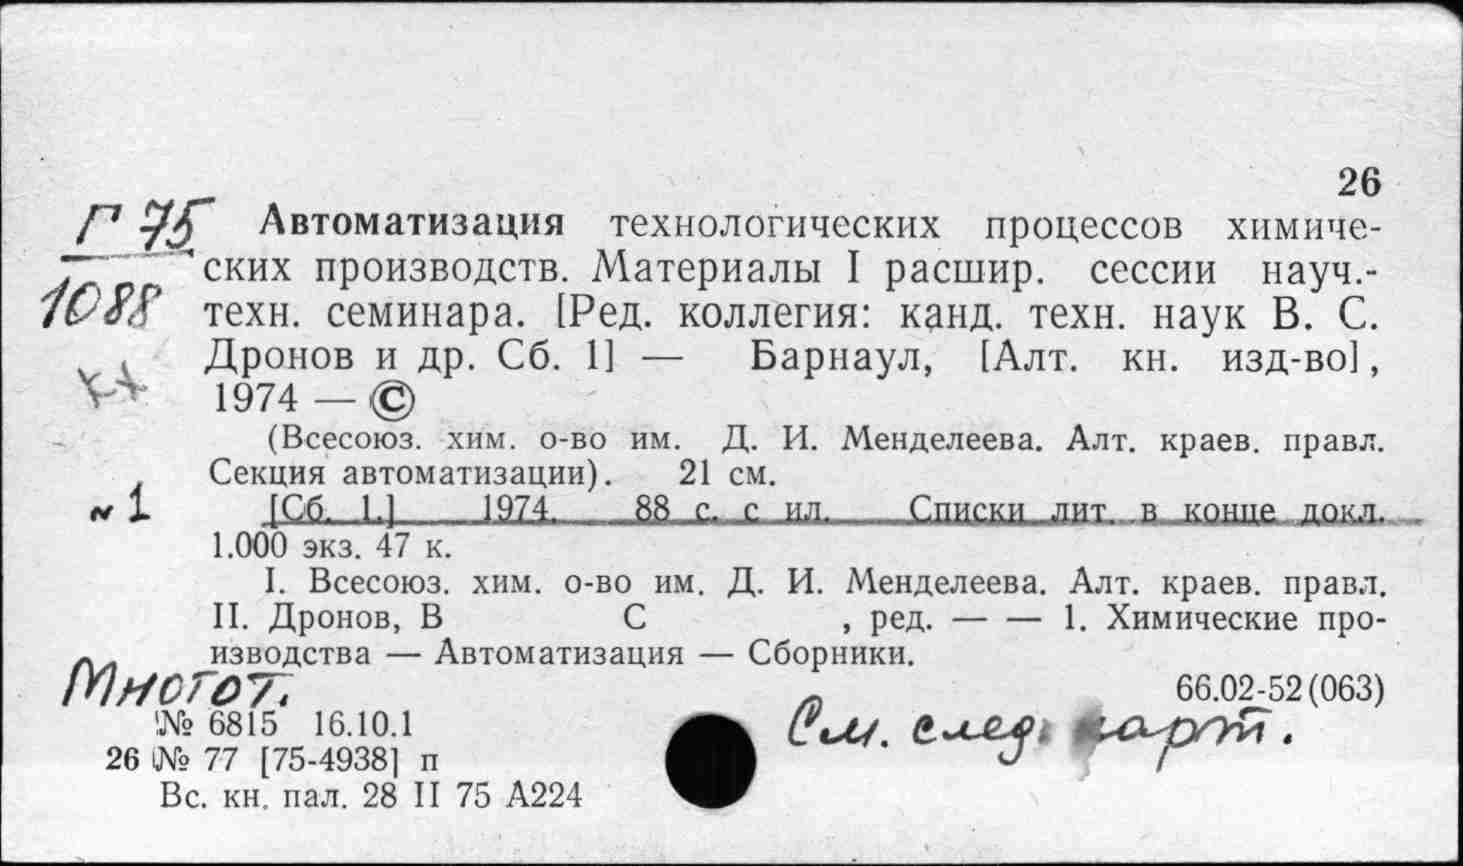 26
Г 75 Автоматизация технологических процессов химиче-
ских производств. Материалы I расшир. сессии науч.-
1088 техн. семинара. [Ред. коллегия: канд. техн. наук В. С.
Дронов и др. Сб. 1] — Барнаул, [Алт. кн. изд-во],
1974 — ©
(Всесоюз. хим. о-во им. Д. И. Менделеева. Алт. краев. правл.
Секция автоматизации). 21 см.
~1 [Сб. 1.] 1974. 88 с. с ил. Списки лит. в конце докл.
1.000 экз. 47 к.
I. Всесоюз. хим. о-во им. Д. И. Менделеева. Алт. краев. правл.
II. Дронов, В С , ред. — — 1. Химические про-
изводства — Автоматизация — Сборники.
Многот. 66.02-52(063)
№ 6815 16.10.1 См. след. карт.
26 № 77 [75-4938] п
Вс. кн. пал. 28 II 75 А224